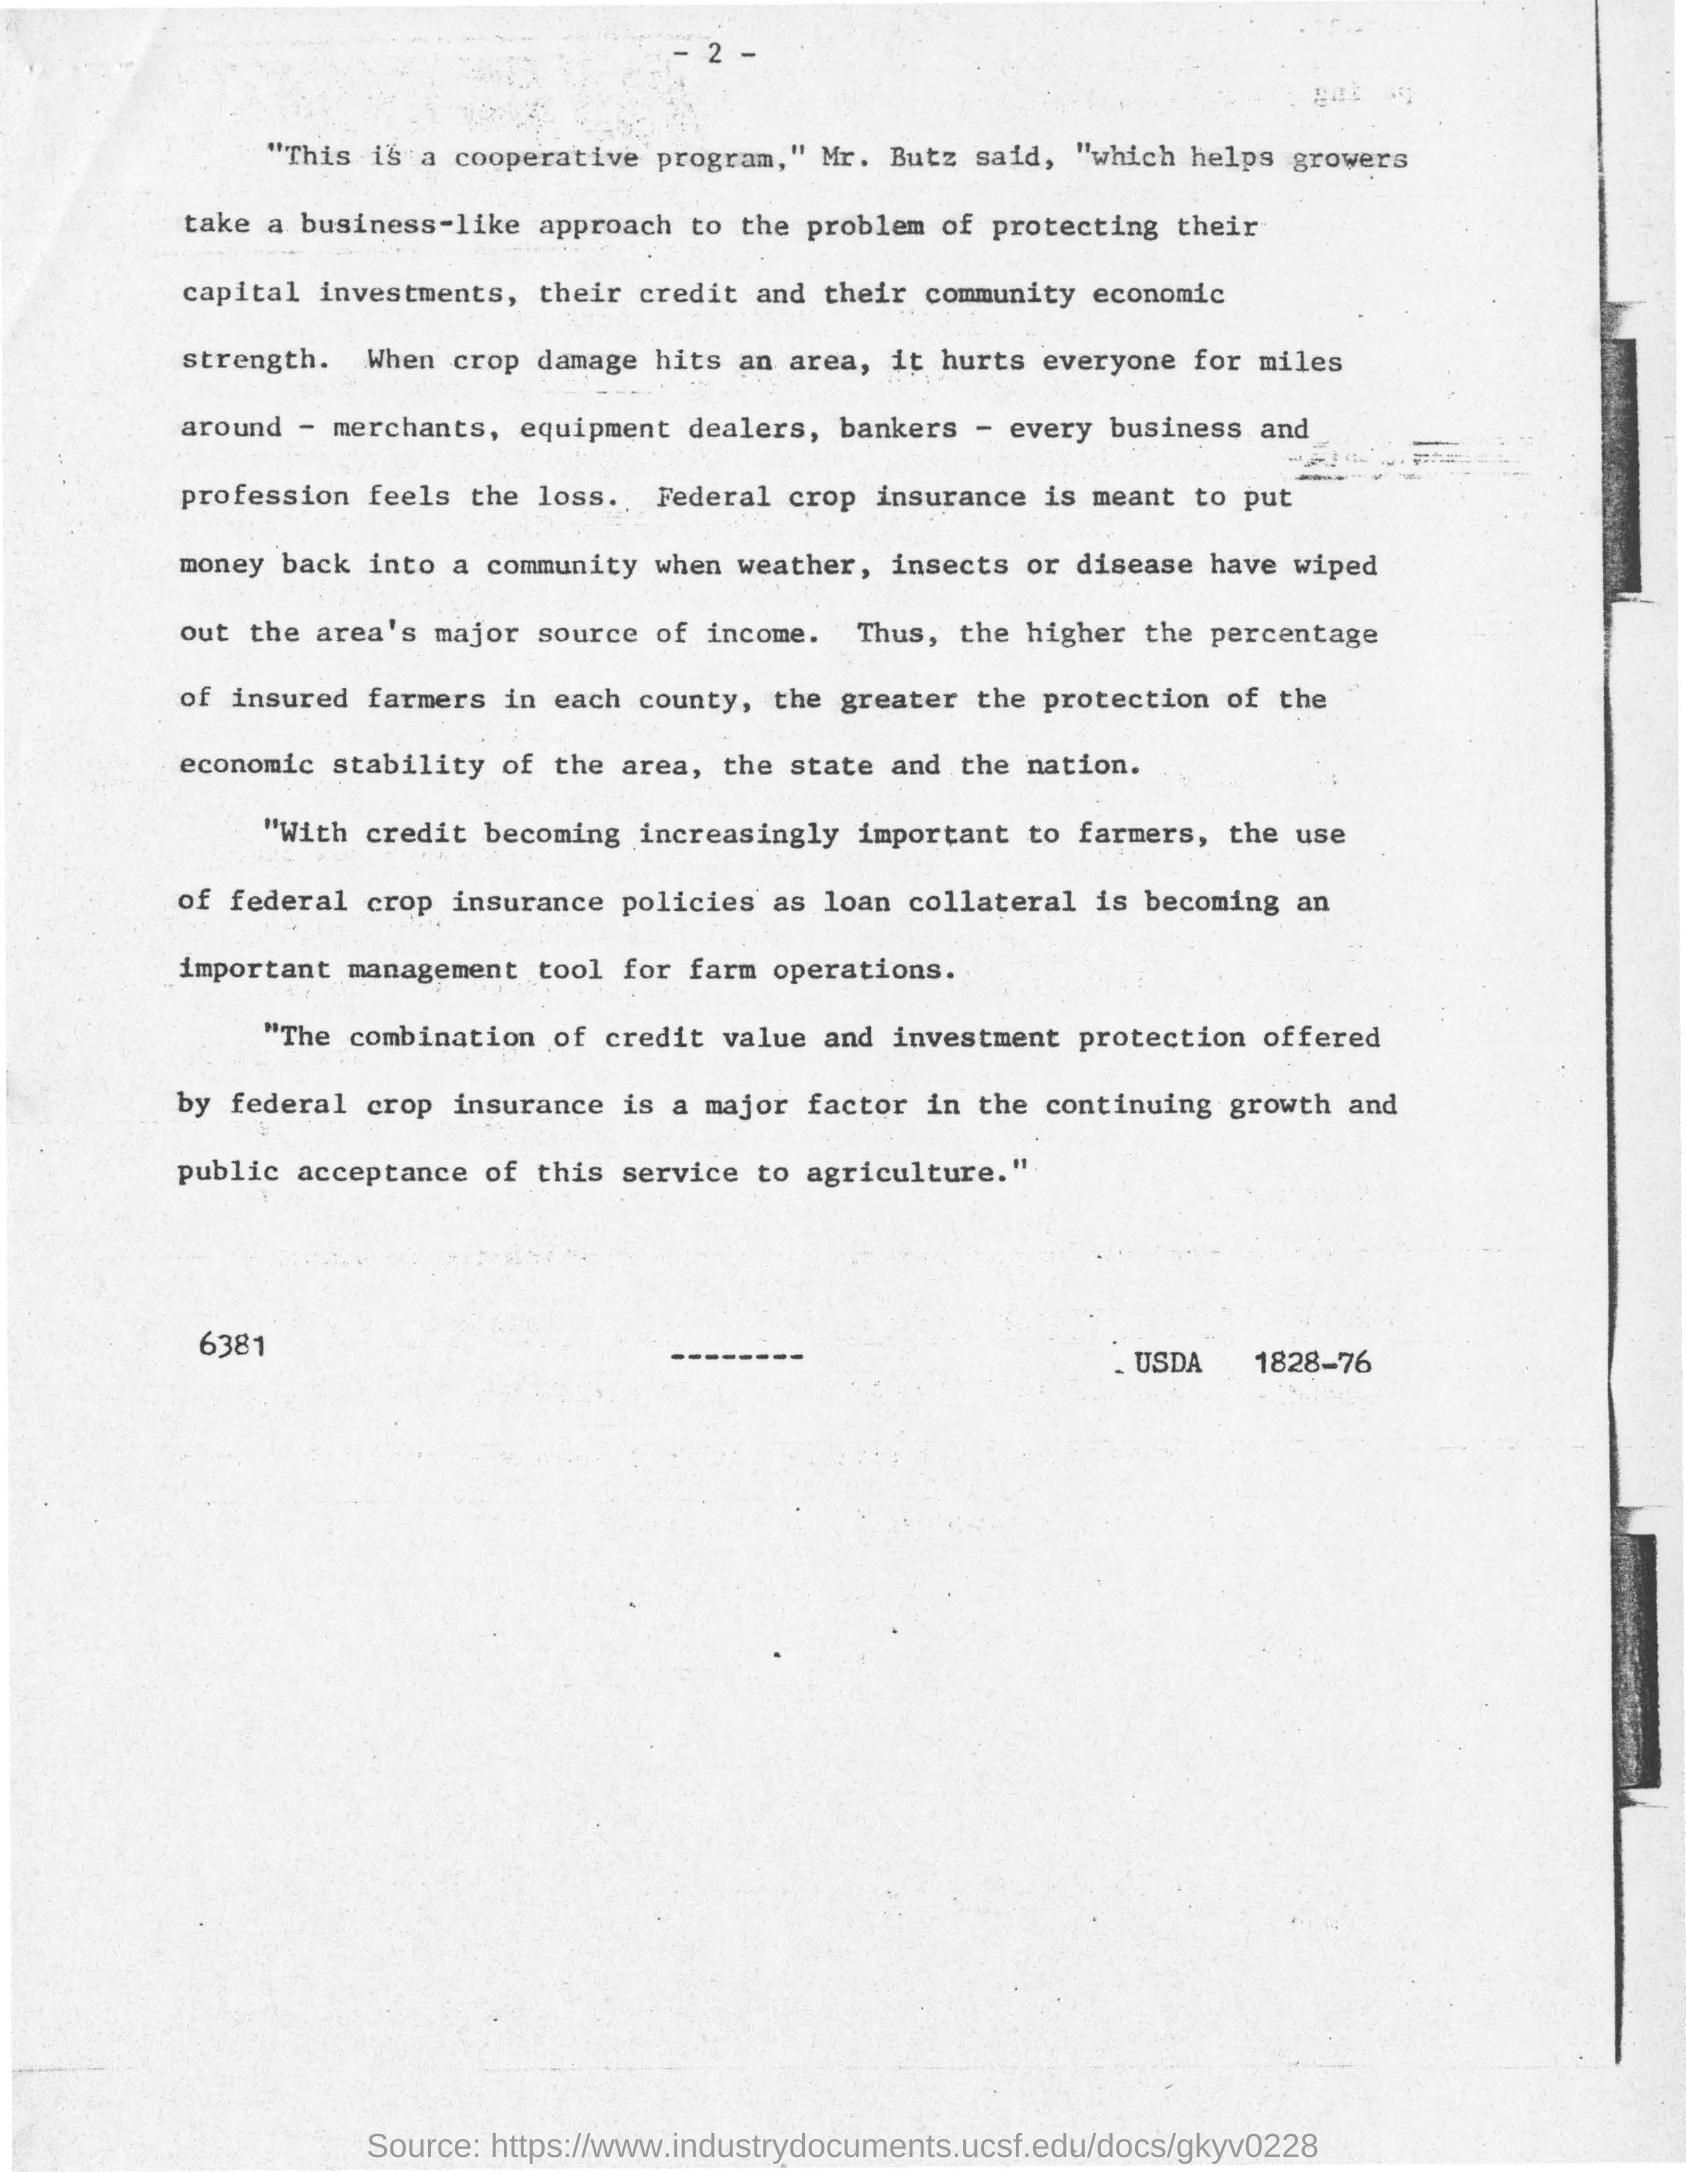 - 2 -
"This is a cooperative program," Mr. Butz said, "which helps growers
take a business-like approach to the problem of protecting their
capital investments, their credit and their community economic
strength. When crop damage hits an area, it hurts everyone for miles
around - merchants, equipment dealers, bankers - every business and
profession feels the loss. Federal crop insurance is meant to put
money back into a community when weather, insects or disease have wiped
out the area's major source of income. Thus, the higher the percentage
of insured farmers in each county, the greater the protection of the
economic stability of the area, the state and the nation.
"With credit becoming increasingly important to farmers, the use
of federal crop insurance policies as loan collateral is becoming an
important management tool for farm operations.
"The combination of credit value and investment protection offered
by federal crop insurance is a major factor in the continuing growth and
public acceptance of this service to agriculture."
6381 -------- USDA 1828-76
Source: https://www.industrydocuments.ucsf.edu/docs/gkyv0228